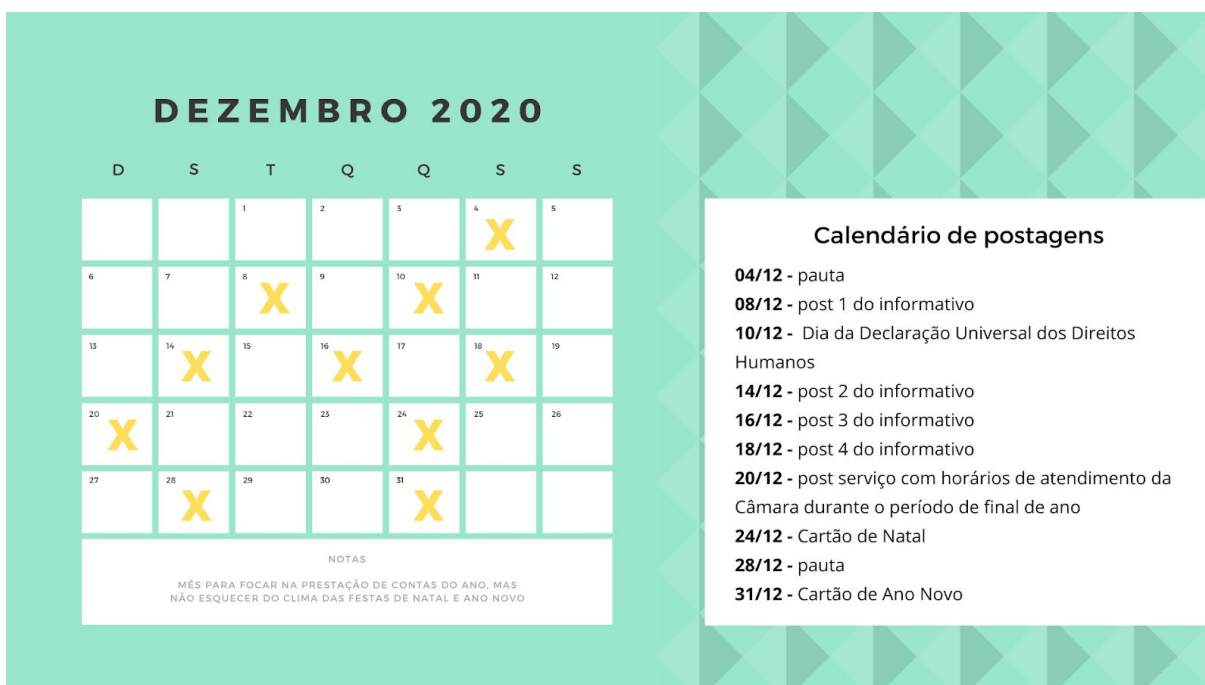 DEZEMBRO 2020
D S T Q Q S S
1 2 3 4 5
X
6 7 8 9 10 11 12
X X
13 14 15 16 17 18 19
X X X
20 21 22 23 24 25 26
X X
27 28 29 30 31
X X
NOTAS
MÊS PARA FOCAR NA PRESTAÇÃO DE CONTAS DO ANO, MAS
NÃO ESQUECER DO CLIMA DAS FESTAS DE NATAL E ANO NOVO
Calendário de postagens
04/12 - pauta
08/12 - post 1 do informativo
10/12 - Dia da Declaração Universal dos Direitos
Humanos
14/12 - post 2 do informativo
16/12 - post 3 do informativo
18/12 - post 4 do informativo
20/12 - post serviço com horários de atendimento da
Câmara durante o período de final de ano
24/12 - Cartão de Natal
28/12 - pauta
31/12 - Cartão de Ano Novo